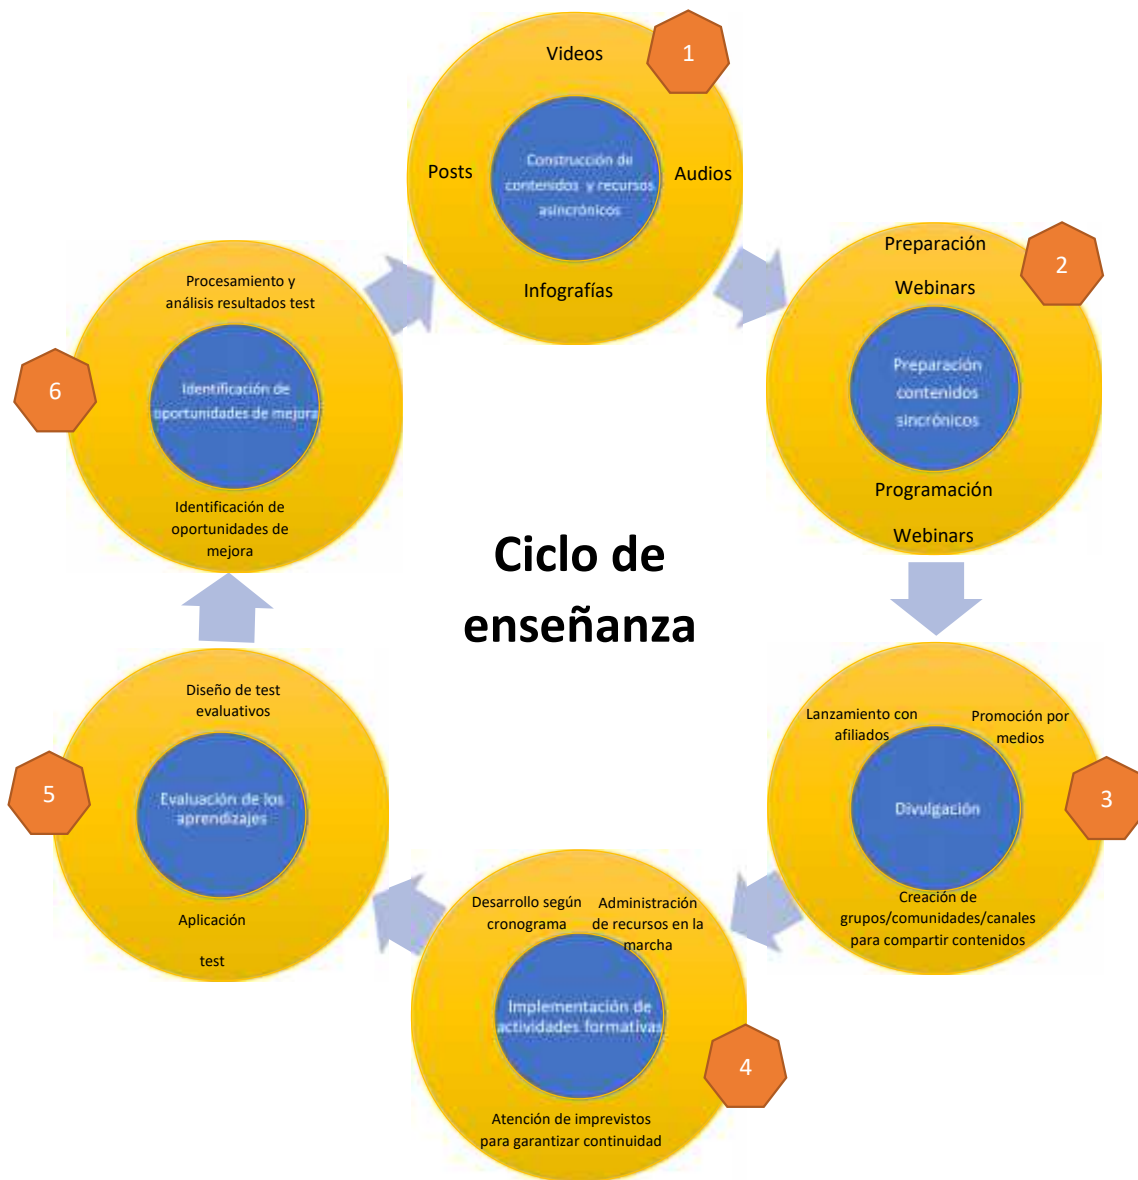 1
Videos
Posts
Audios
Infografías
Construcción de
contenidos y recursos
asincrónicos
2
Preparación
Webinars
Preparación
contenidos
sincrónicos
Programación
Webinars
3
Lanzamiento con
afiliados
Promoción por
medios
Divulgación
Creación de
grupos/comunidades/canales
para compartir contenidos
4
Desarrollo según
cronograma
Administración
de recursos en la
marcha
Implementación de
actividades formativas
Atención de imprevistos
para garantizar continuidad
5
Diseño de test
evaluativos
Evaluación de los
aprendizajes
Aplicación
test
6
Procesamiento y
análisis resultados test
Identificación de
oportunidades de mejora
Identificación de
oportunidades de
mejora
Ciclo de
enseñanza